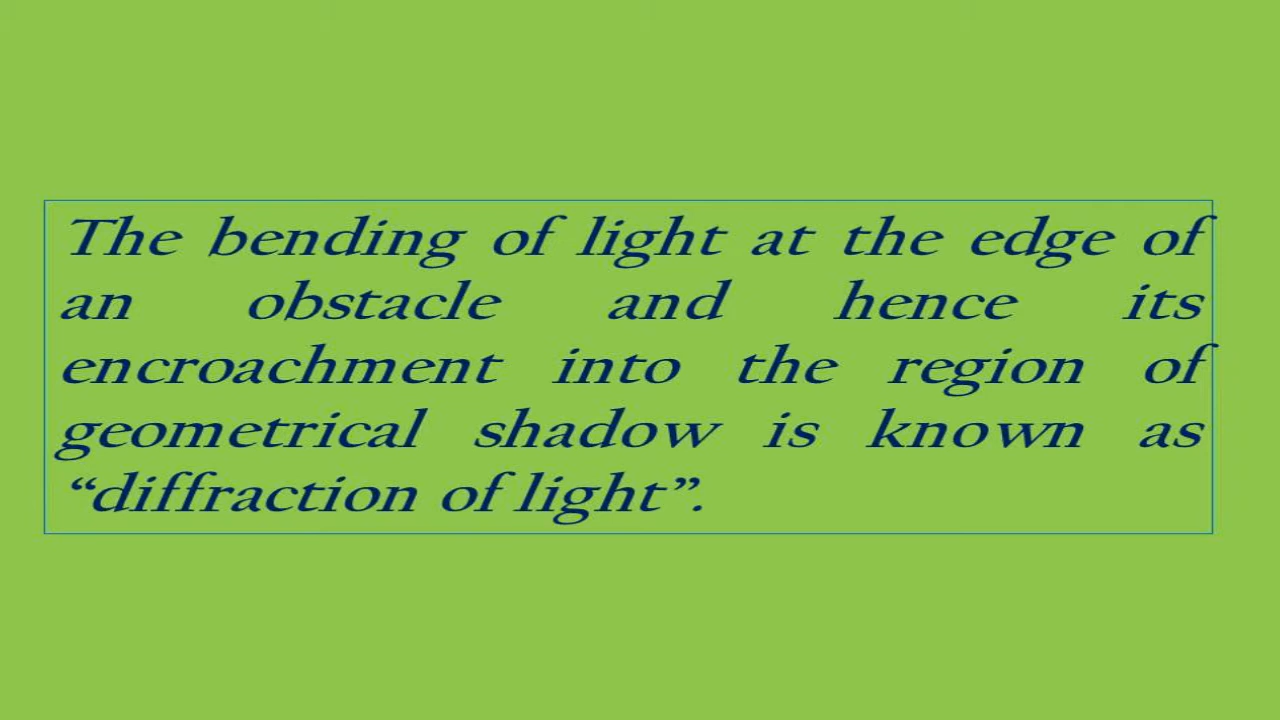 The bending of light at the edge of
an obstacle and hence its
encroachment into the region of
geometrical shadow is known as
“diffraction of light”.